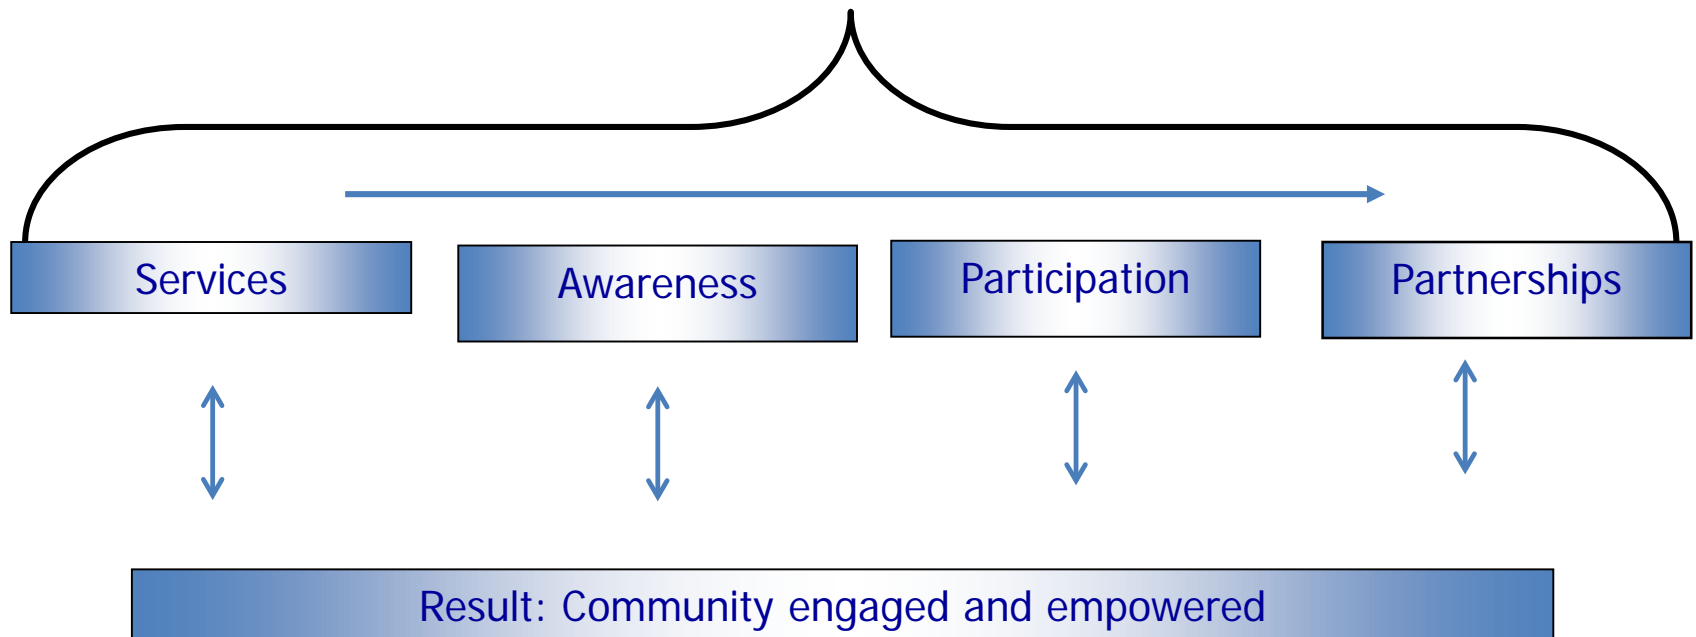 Services
Awareness
Participation
Partnerships
Result: Community engaged and empowered